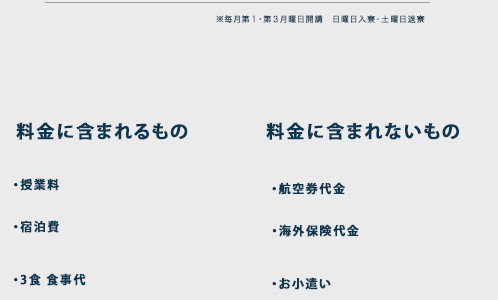 ※毎月第1・第3月曜日開講 日曜日入寮・土曜日退寮
料金に含まれるもの
・授業料
・宿泊費
・3食 食事代
料金に含まれないもの
・航空券代金
・海外保険代金
・お小遣い